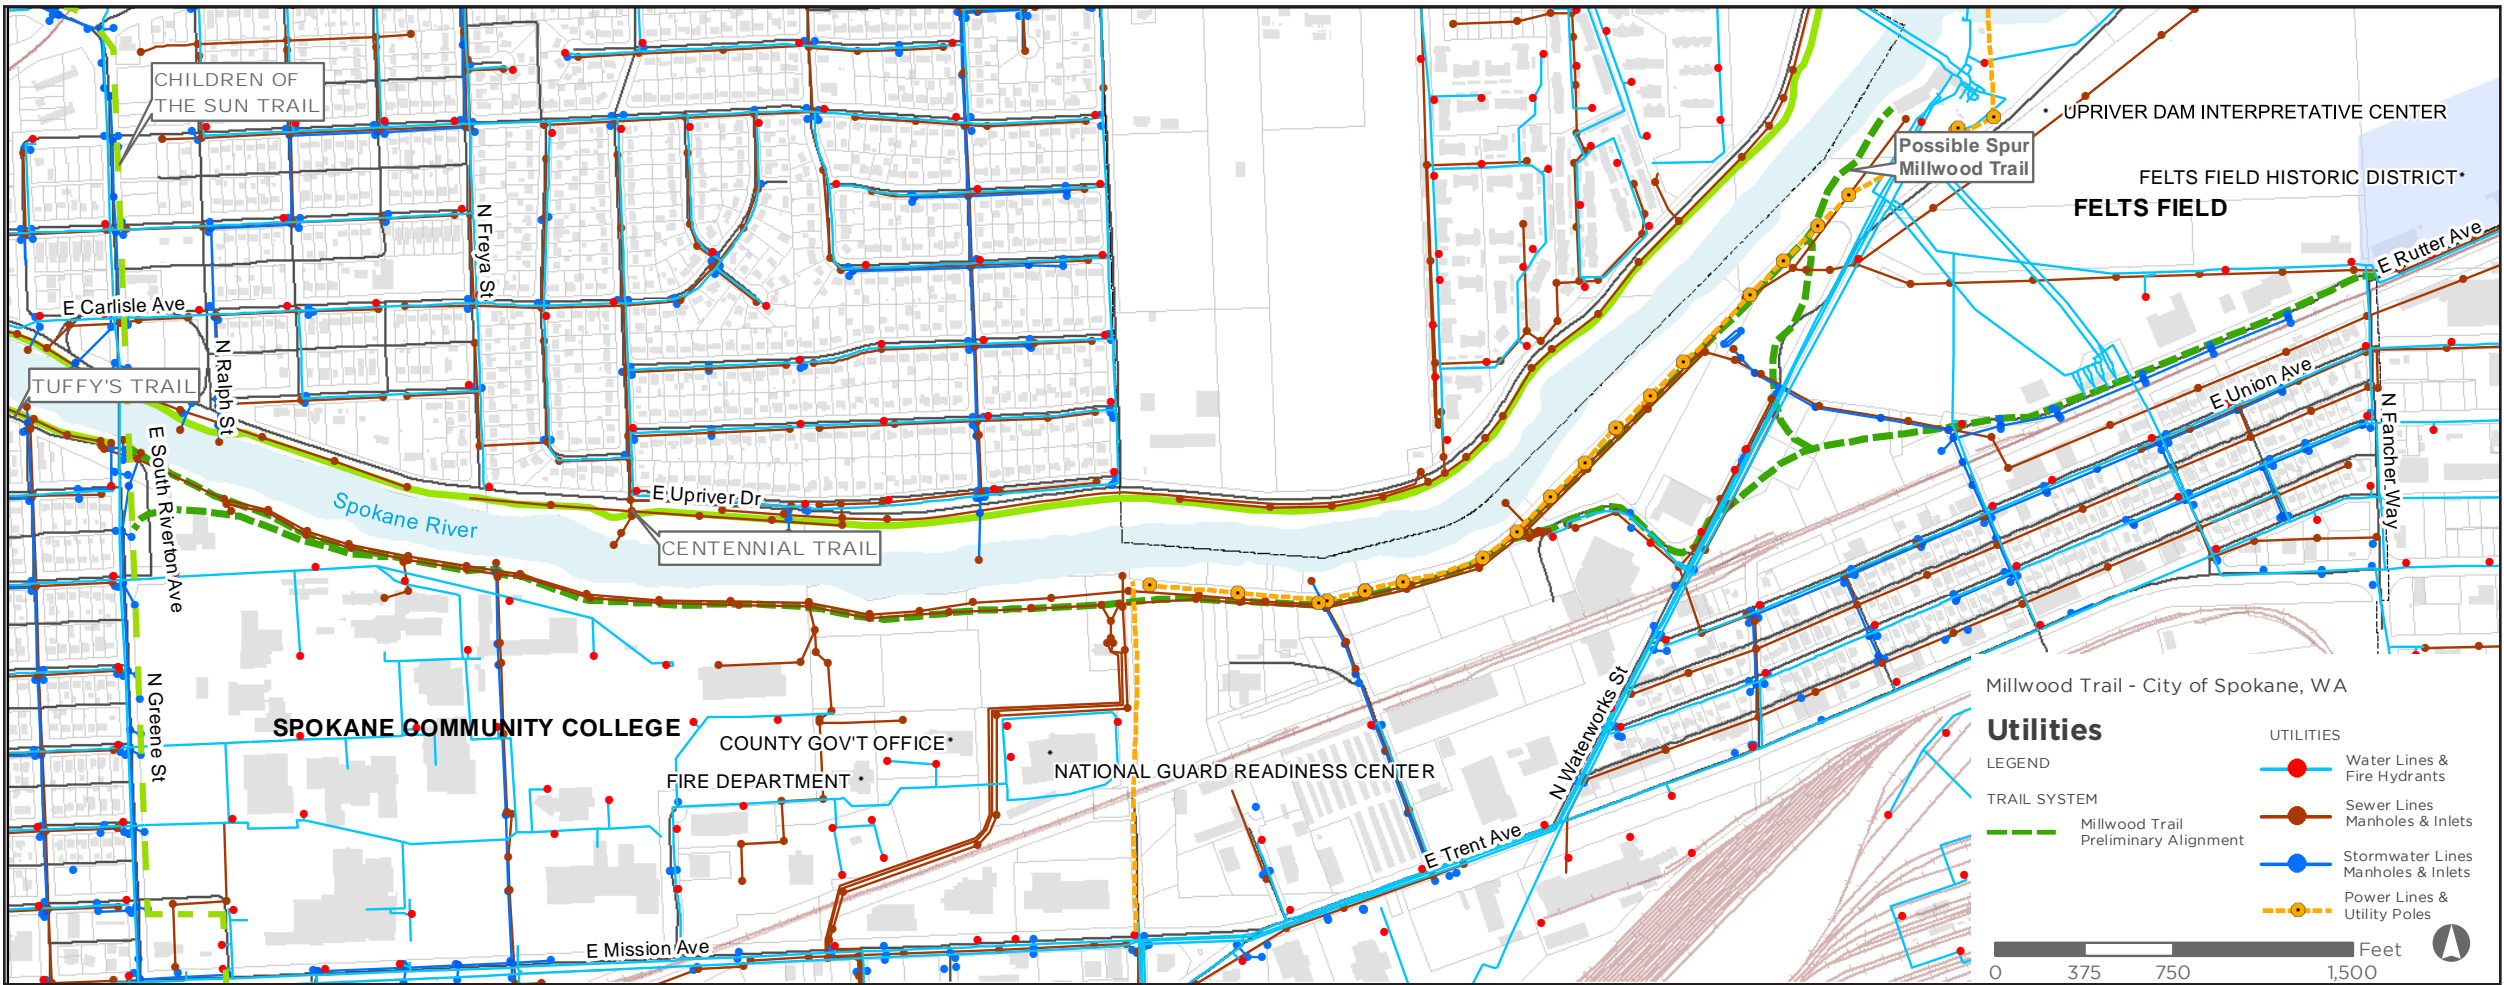 CHILDREN OF
THE SUN TRAIL
UPRIVER DAM INTERPRETATIVE CENTER
Possible Spur
Millwood Trail
FELTS FIELD HISTORIC DISTRICT
FELTS FIELD
E Rutter Ave
N Freya St
E Carlisle Ave
N Ralph St
TUFFY'S TRAIL
E South Riverton Ave
E Union Ave
N Fancher Way
E Upriver Dr
Spokane River
CENTENNIAL TRAIL
N Greene St
SPOKANE COMMUNITY COLLEGE
COUNTY GOV'T OFFICE
FIRE DEPARTMENT
NATIONAL GUARD READINESS CENTER
N Waterworks St
E Trent Ave
E Mission Ave
Millwood Trail - City of Spokane, WA
Utilities
LEGEND
TRAIL SYSTEM
Millwood Trail
Preliminary Alignment
UTILITIES
Water Lines &
Fire Hydrants
Sewer Lines
Manholes & Inlets
Stormwater Lines
Manholes & Inlets
Power Lines &
Utility Poles
Feet
0 375 750 1,500